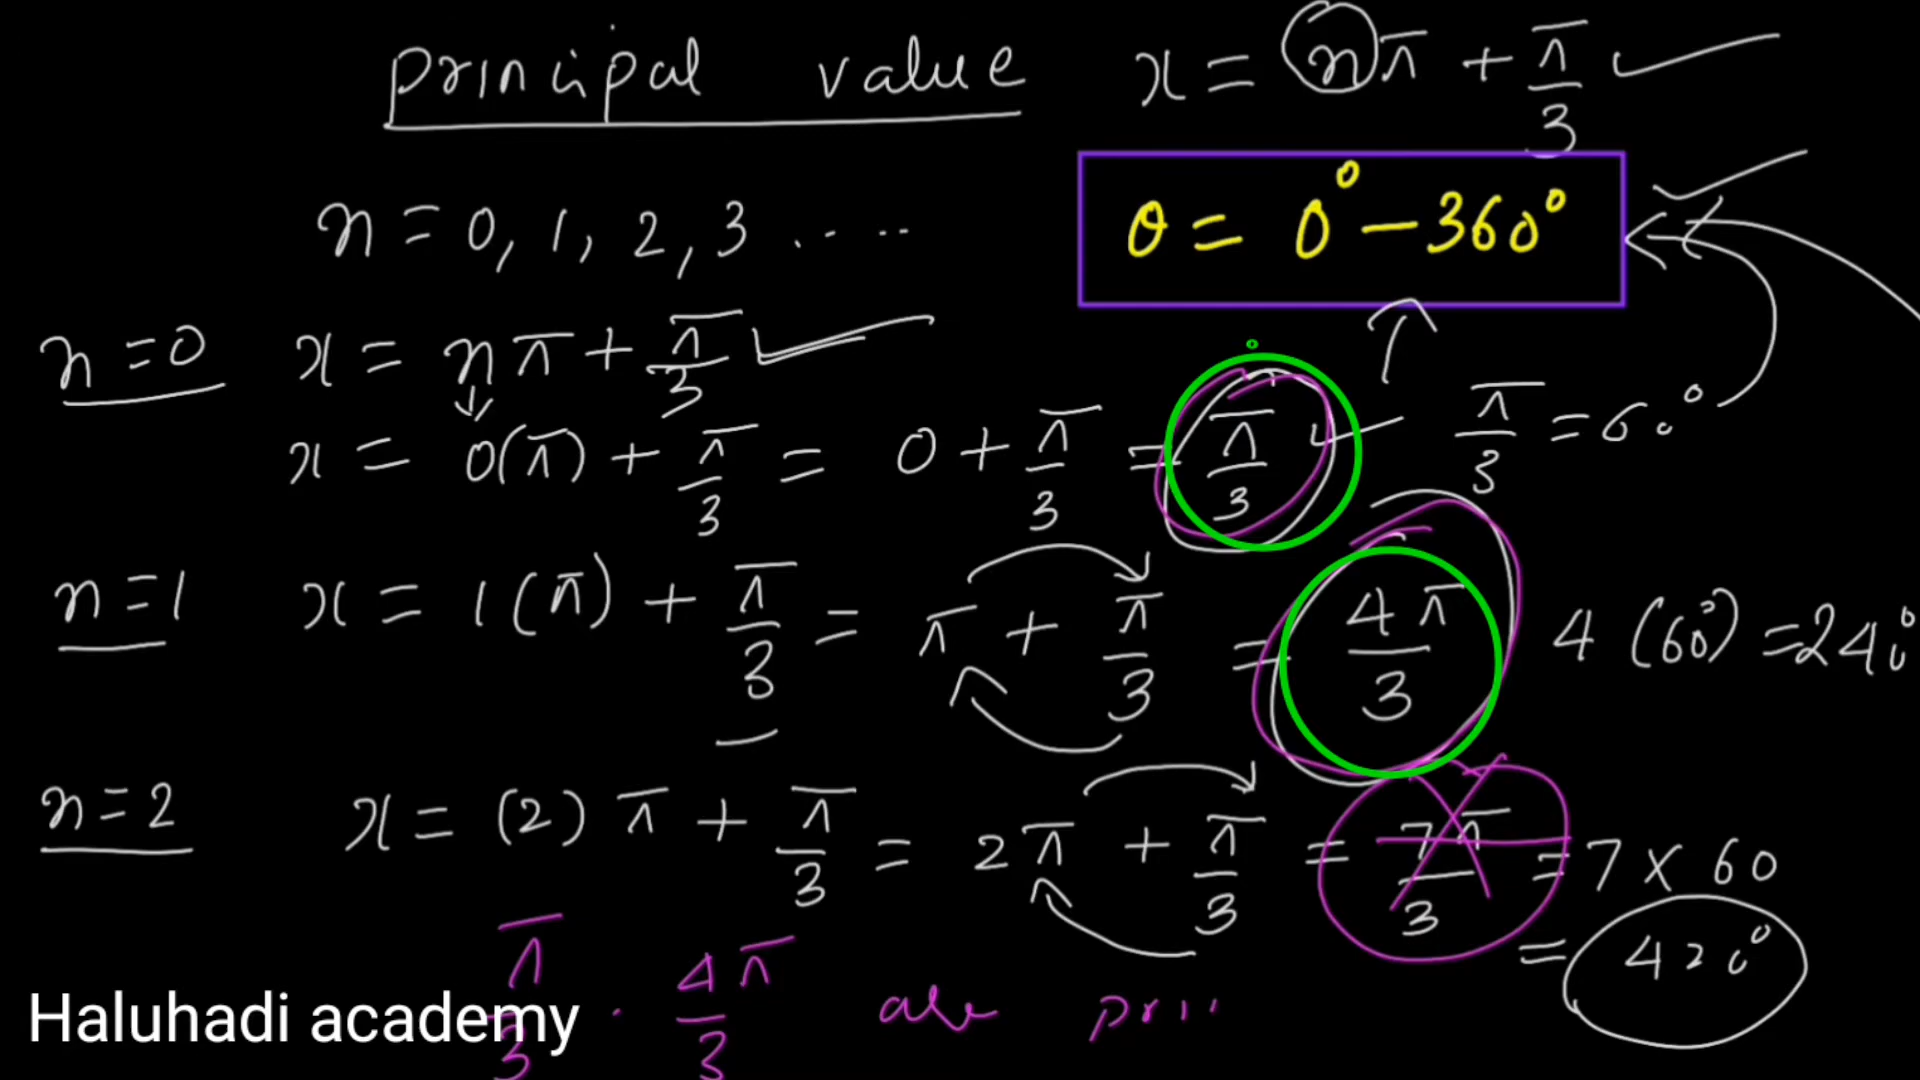 principal value x = nπ + π/3
θ = 0° - 360°
n = 0, 1, 2, 3 .....
n = 0 x = nπ + π/3
x = 0(π) + π/3 = 0 + π/3 = π/3 π/3 = 60°
n = 1 x = 1(π) + π/3 = π + π/3 = 4π/3 4(60°) = 240°
n = 2 x = (2)π + π/3 = 2π + π/3 = 7π/3 = 7 × 60
= 420°
π/3 . 4π/3 are pri
Haluhadi academy